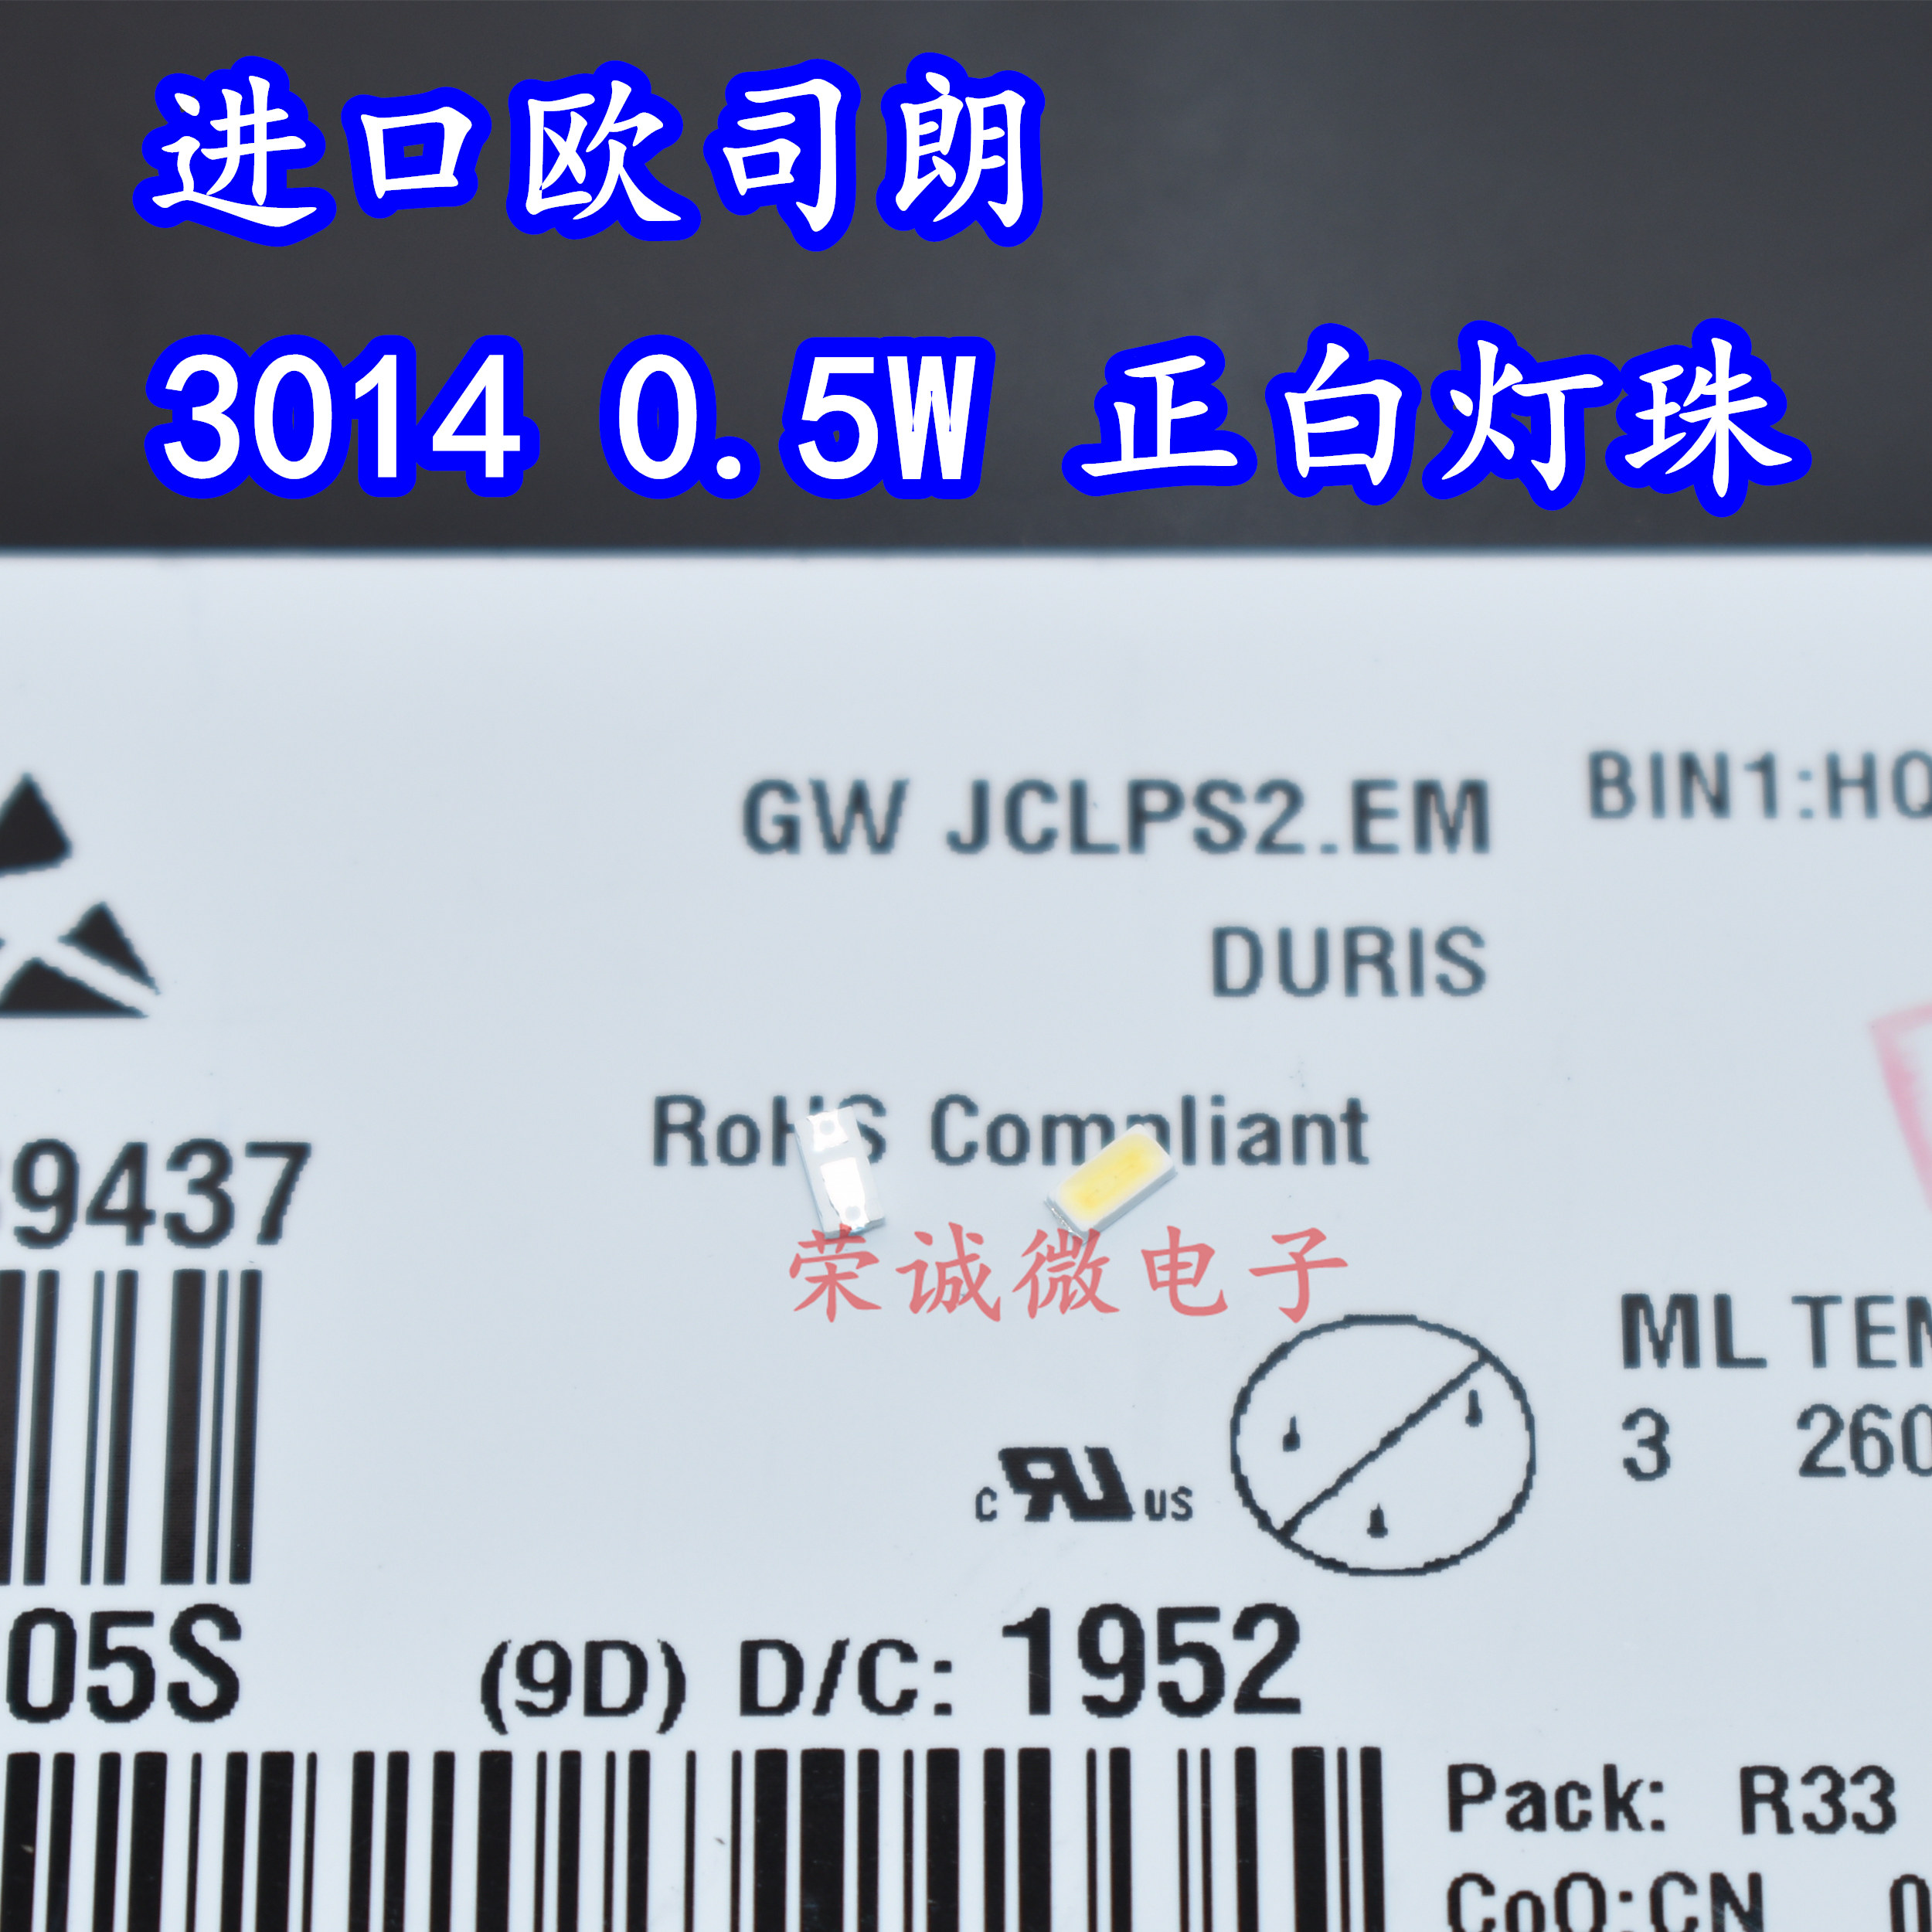 进口欧司朗
3014 0.5W 正白灯珠
GW JCLPS2.EM
BIN1:HQ
DURIS
RoHS Compliant
9437
荣诚微电子
ML TEM
3 260
c RU US
05S
(9D) D/C: 1952
Pack: R33
CoO:CN 0